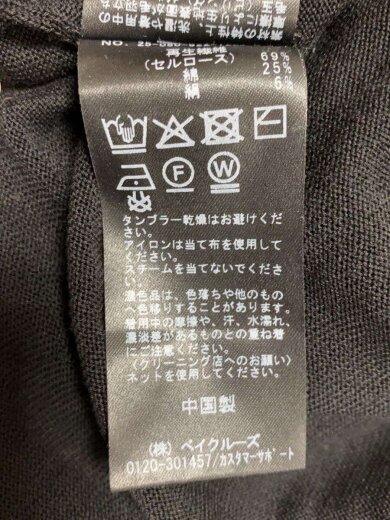 再生繊維
(セルロース) 69%
綿 25%
絹 6%
F W
タンブラー乾燥はお避けくだ
さい。
アイロンは当て布を使用して
ください。
スチームを当てないでくださ
い。
濃色品は、色落ちや他のもの
へ色移りすることがあります。
着用中の摩擦や、汗、水濡れ、
濃淡差があるものとの重ね着
にご注意ください。
〈クリーニング店へのお願い〉
ネットを使用してください。
中国製
(株) ベイクルーズ
0120-301457/カスタマーサポート